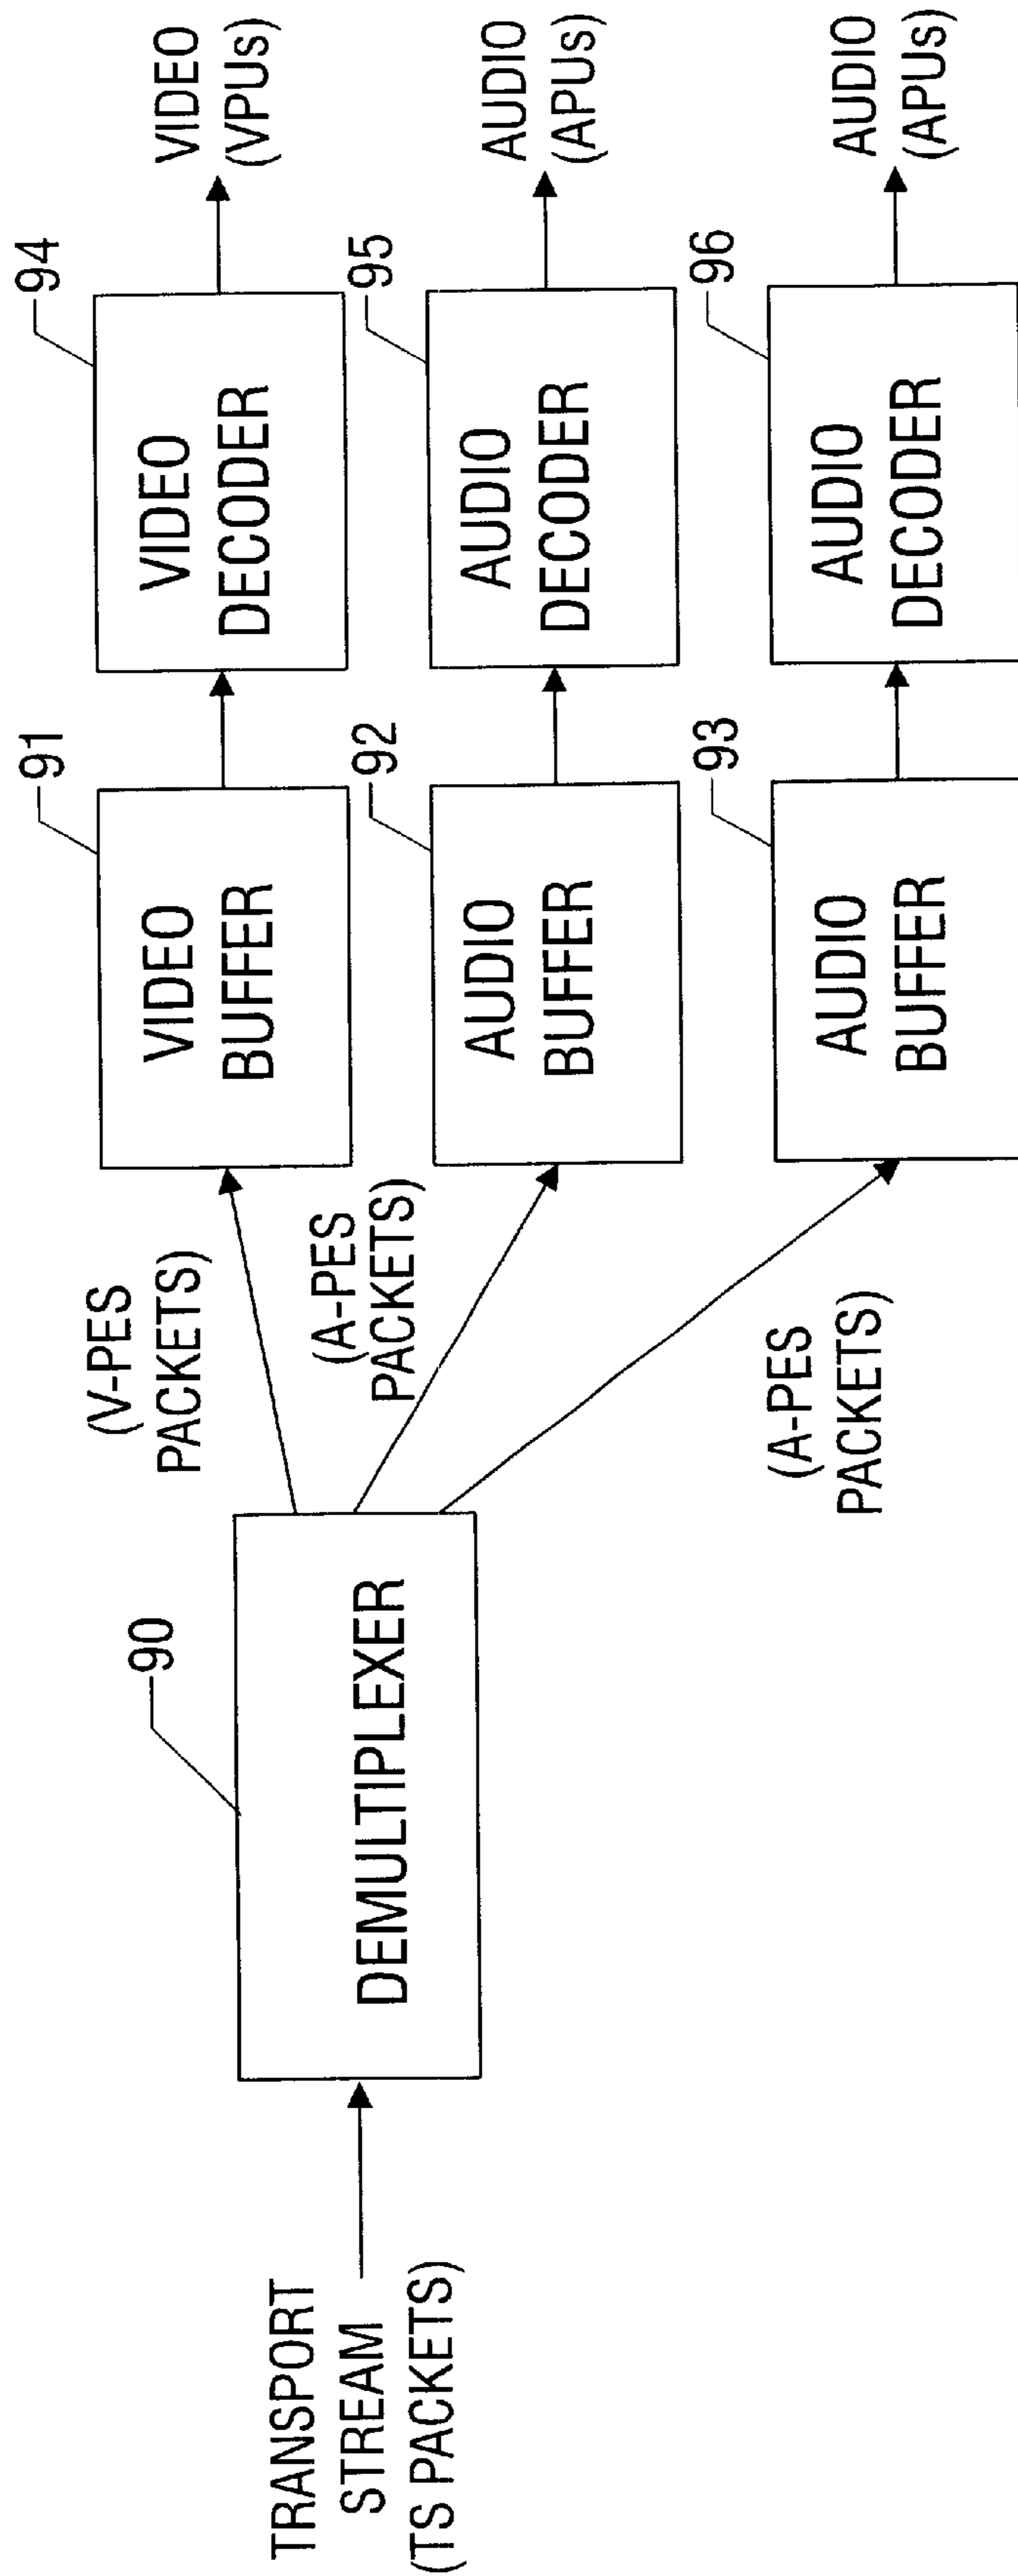 TRANSPORT
STREAM
(TS PACKETS)
90
DEMULTIPLEXER
(V-PES
PACKETS)
(A-PES
PACKETS)
(A-PES
PACKETS)
91
VIDEO
BUFFER
92
AUDIO
BUFFER
93
AUDIO
BUFFER
94
VIDEO
DECODER
95
AUDIO
DECODER
96
AUDIO
DECODER
VIDEO
(VPUs)
AUDIO
(APUs)
AUDIO
(APUs)